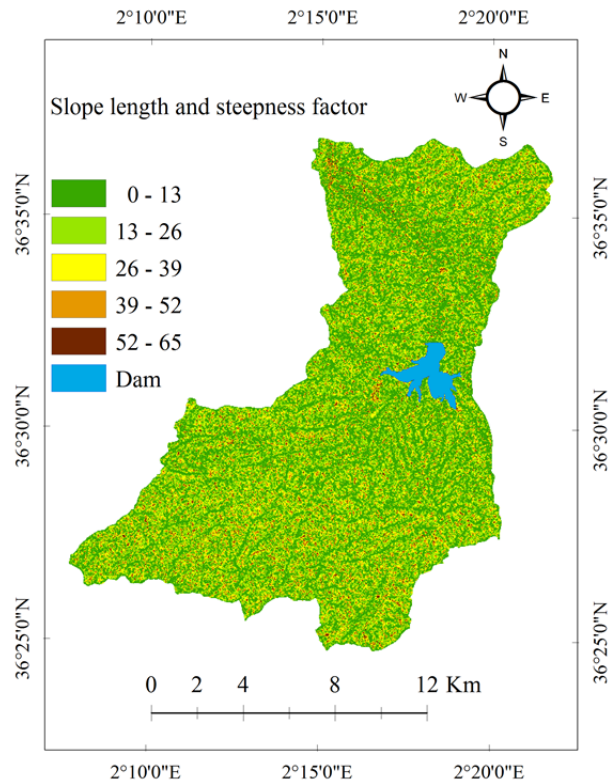 2°10'0"E 2°15'0"E 2°20'0"E
N
W E
S
Slope length and steepness factor
0 - 13
13 - 26
26 - 39
39 - 52
52 - 65
Dam
36°35'0"N
36°30'0"N
36°25'0"N
36°35'0"N
36°30'0"N
36°25'0"N
0 2 4 8 12 Km
2°10'0"E 2°15'0"E 2°20'0"E